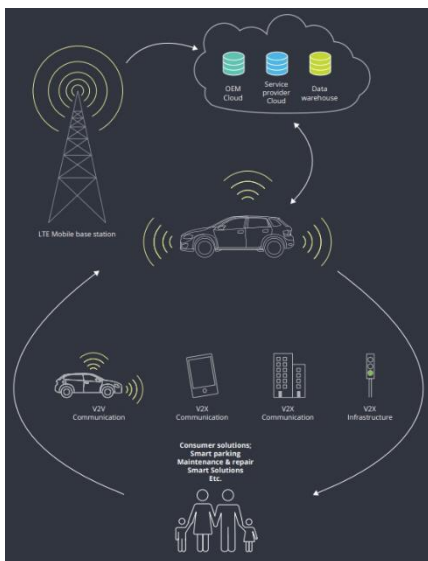 OEM
Cloud
Service
provider
Cloud
Data
warehouse
LTE Mobile base station
V2V
Communication
V2X
Communication
V2X
Communication
V2X
Infrastructure
Consumer solutions;
Smart parking
Maintenance & repair
Smart Solutions
Etc.